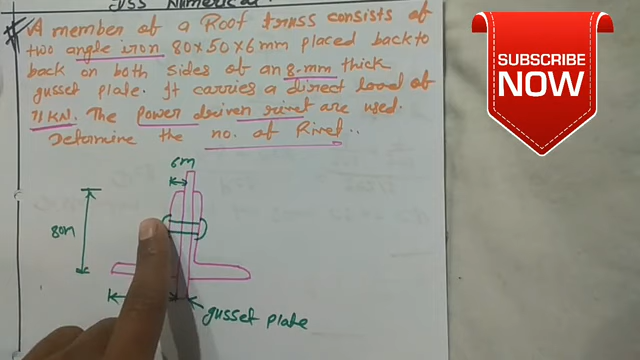 A member of a Roof truss consists of
two angle iron 80 x 50 x 6 mm placed back to
back on both sides of an 8 mm thick
gusset plate. It carries a direct load of
The Power driven rivet are used.
Determine the no. of Rivet..
6m
80m
gusset plate
SUBSCRIBE
NOW